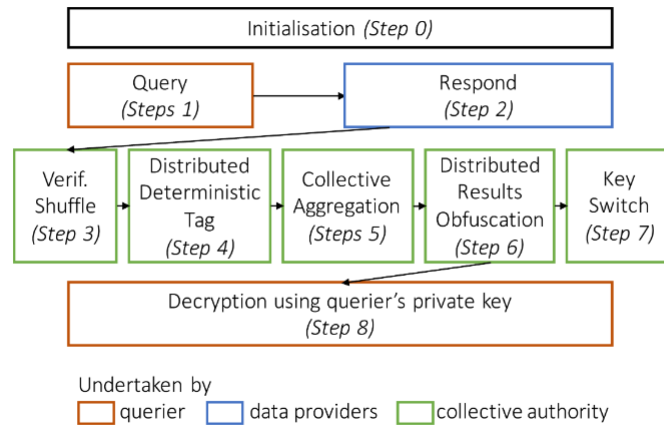 Initialisation (Step 0)
Query
(Steps 1)
Respond
(Step 2)
Verif.
Shuffle
(Step 3)
Distributed
Deterministic
Tag
(Step 4)
Collective
Aggregation
(Steps 5)
Distributed
Results
Obfuscation
(Step 6)
Key
Switch
(Step 7)
Decryption using querier's private key
(Step 8)
Undertaken by
querier
data providers
collective authority